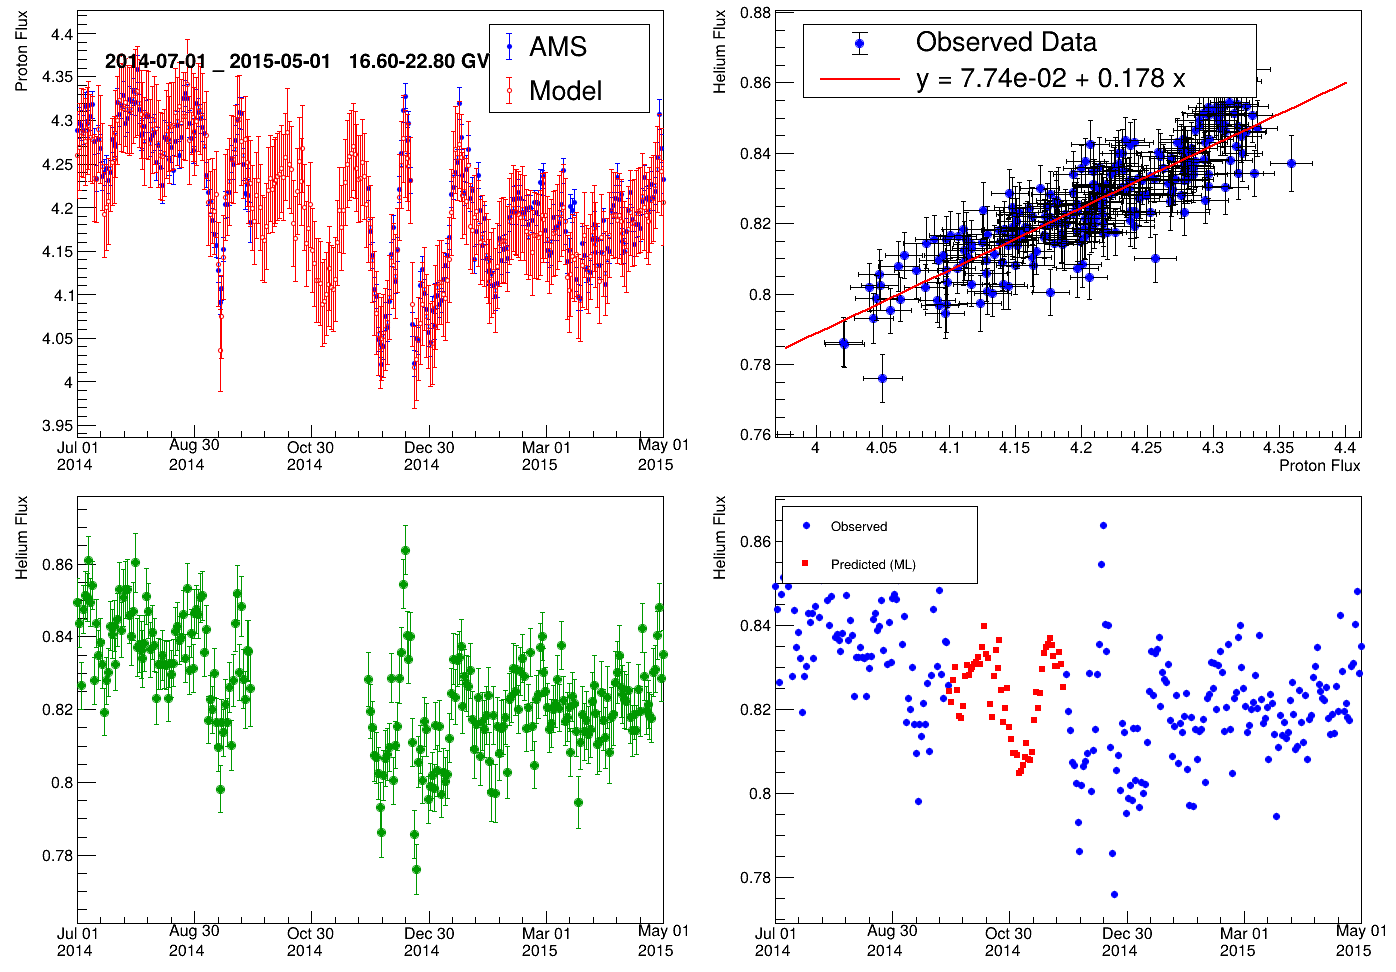 Proton Flux
4.4
4.35
4.3
4.25
4.2
4.15
4.1
4.05
4
3.95
2014-07-01 _ 2015-05-01 16.60-22.80 GV
AMS
Model
Jul 01
2014
Aug 30
2014
Oct 30
2014
Dec 30
2014
Mar 01
2015
May 01
2015
Helium Flux
0.88
0.86
0.84
0.82
0.8
0.78
0.76
Observed Data
y = 7.74e-02 + 0.178 x
4
4.05
4.1
4.15
4.2
4.25
4.3
4.35
4.4
Proton Flux
Helium Flux
0.86
0.84
0.82
0.8
0.78
Jul 01
2014
Aug 30
2014
Oct 30
2014
Dec 30
2014
Mar 01
2015
May 01
2015
Helium Flux
0.86
0.84
0.82
0.8
0.78
Observed
Predicted (ML)
Jul 01
2014
Aug 30
2014
Oct 30
2014
Dec 30
2014
Mar 01
2015
May 01
2015